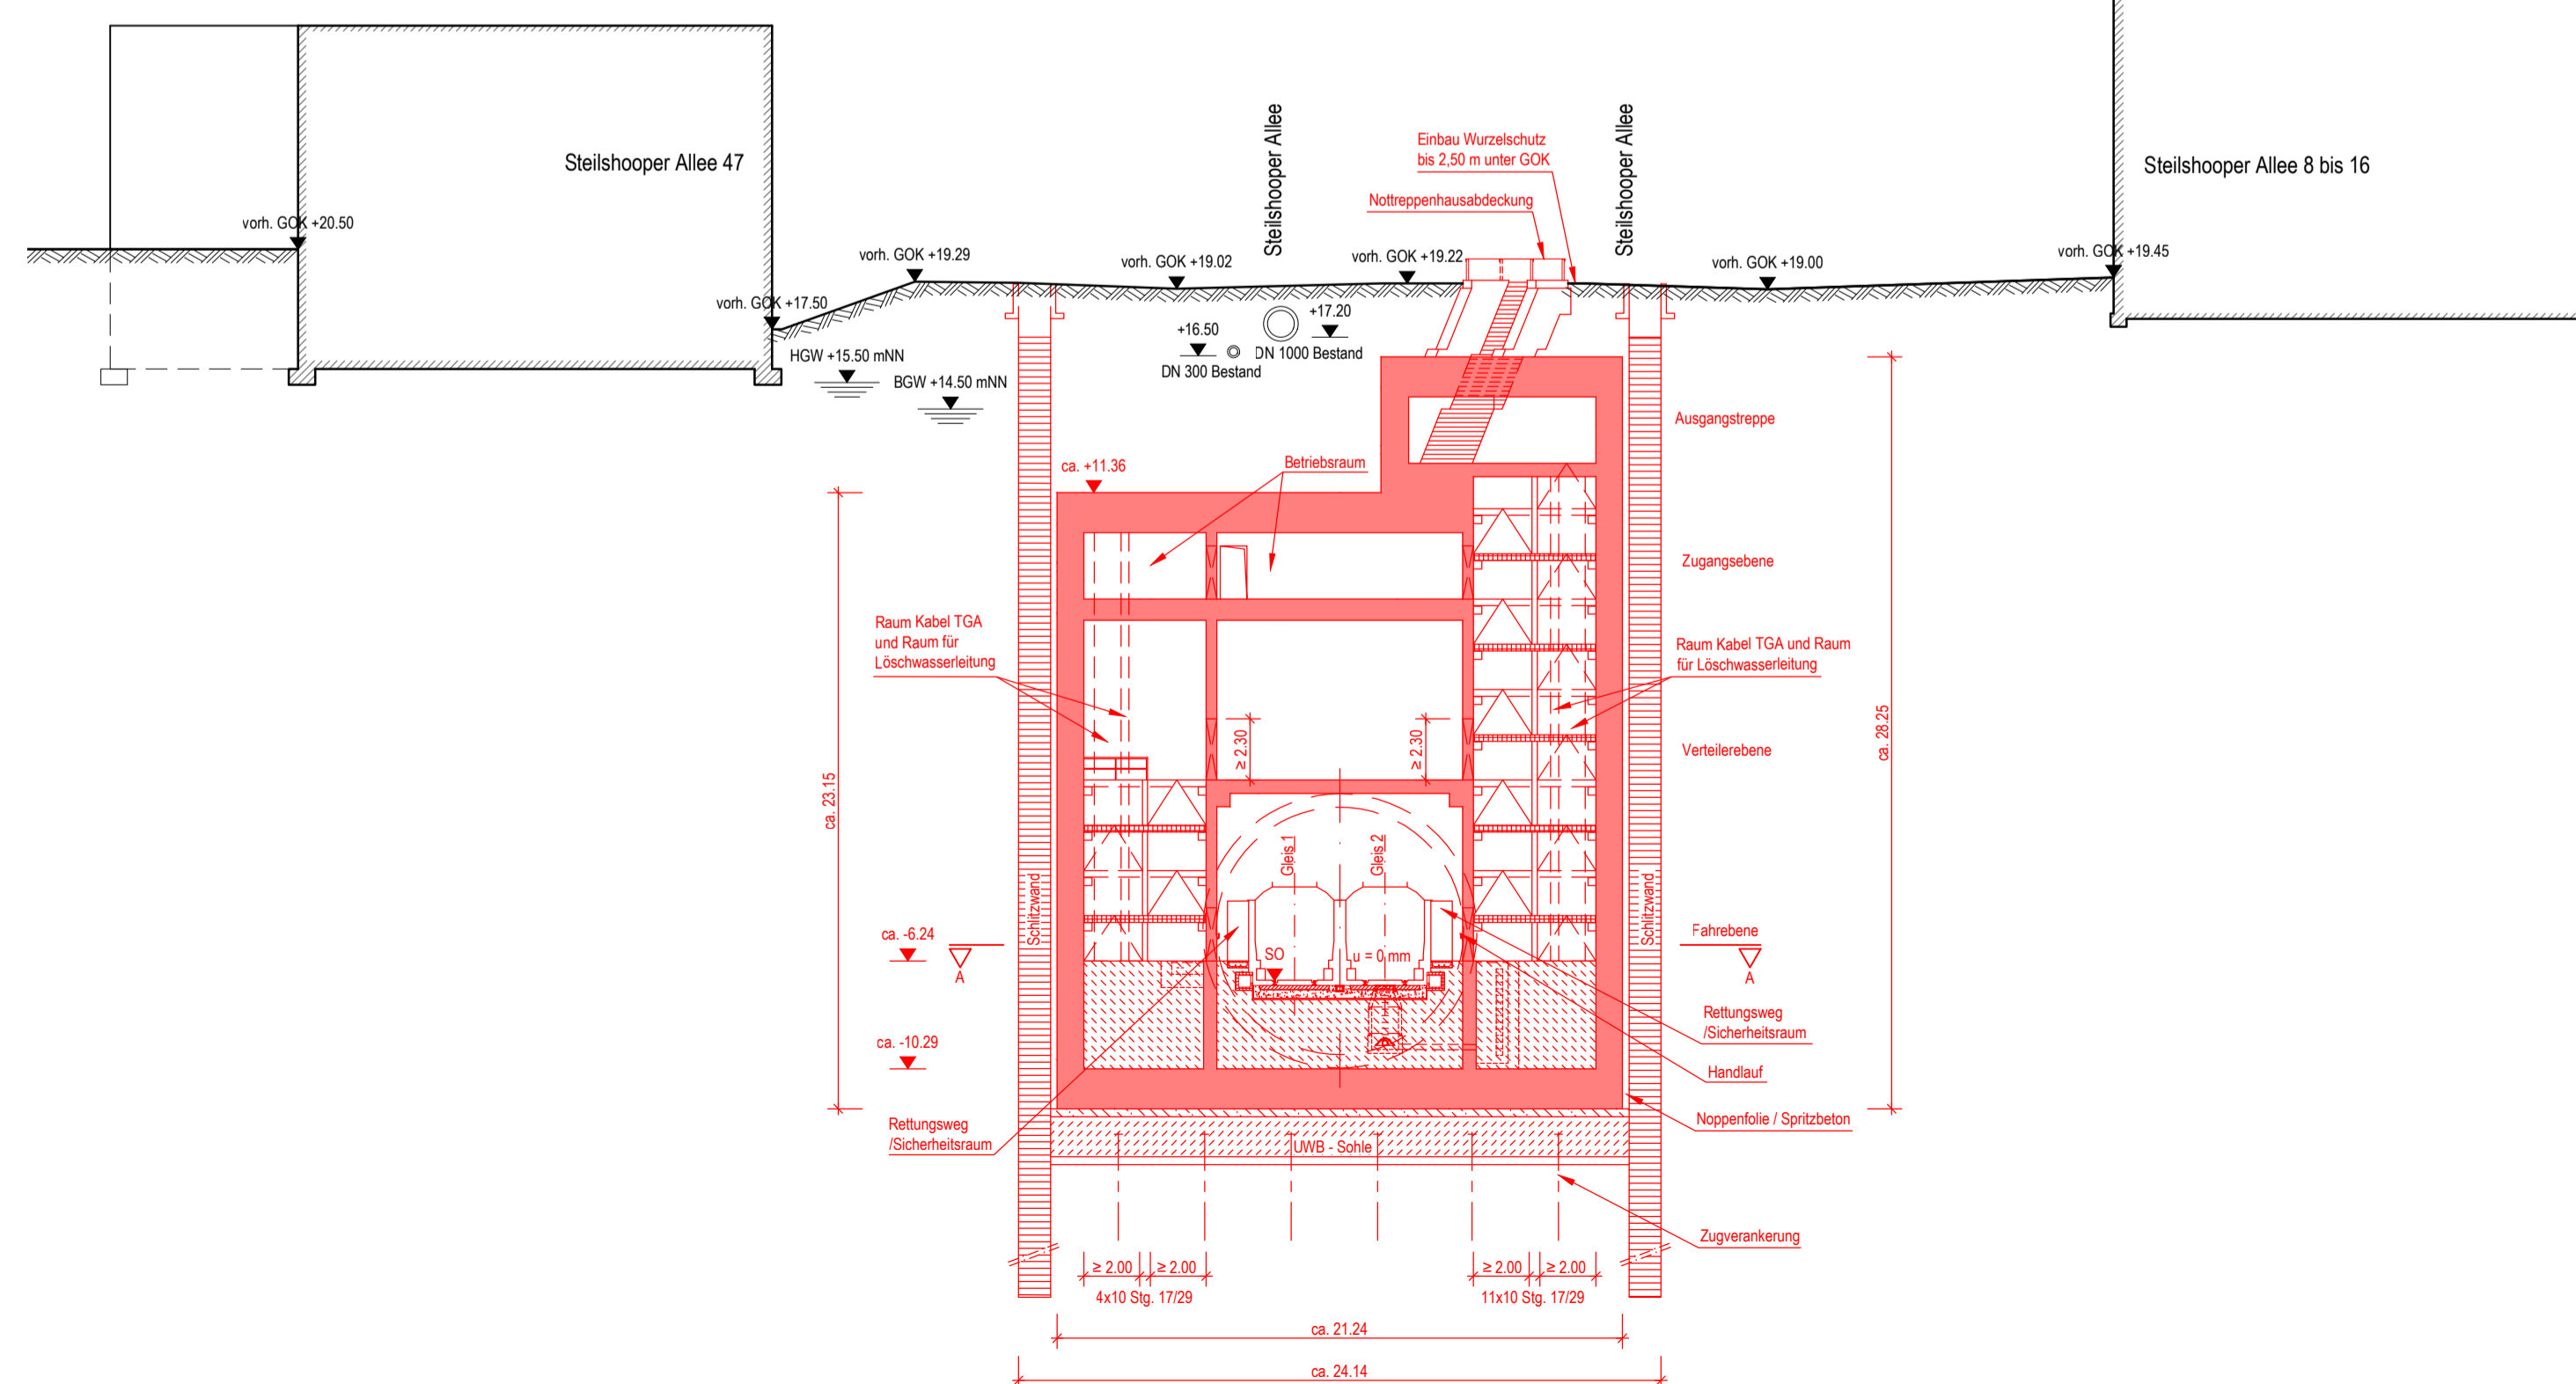 Steilshooper Allee 47
Steilshooper Allee
Steilshooper Allee
Steilshooper Allee 8 bis 16
Einbau Wurzelschutz
bis 2,50 m unter GOK
Nottreppenhausabdeckung
vorh. GOK +20.50
vorh. GOK +17.50
vorh. GOK +19.29
vorh. GOK +19.02
vorh. GOK +19.22
vorh. GOK +19.00
vorh. GOK +19.45
HGW +15.50 mNN
BGW +14.50 mNN
+16.50
DN 300 Bestand
+17.20
DN 1000 Bestand
ca. +11.36
Betriebsraum
Ausgangstreppe
Zugangsebene
Raum Kabel TGA
und Raum für
Löschwasserleitung
Raum Kabel TGA und Raum
für Löschwasserleitung
Verteilerebene
ca. 23.15
ca. 28.25
≥ 2.30
≥ 2.30
Gleis 1
Gleis 2
Schlitzwand
Schlitzwand
ca. -6.24
A
SO
u = 0 mm
Fahrebene
A
ca. -10.29
Rettungsweg
/Sicherheitsraum
Handlauf
Noppenfolie / Spritzbeton
Rettungsweg
/Sicherheitsraum
UWB - Sohle
Zugverankerung
≥ 2.00
≥ 2.00
4x10 Stg. 17/29
≥ 2.00
≥ 2.00
11x10 Stg. 17/29
ca. 21.24
ca. 24.14